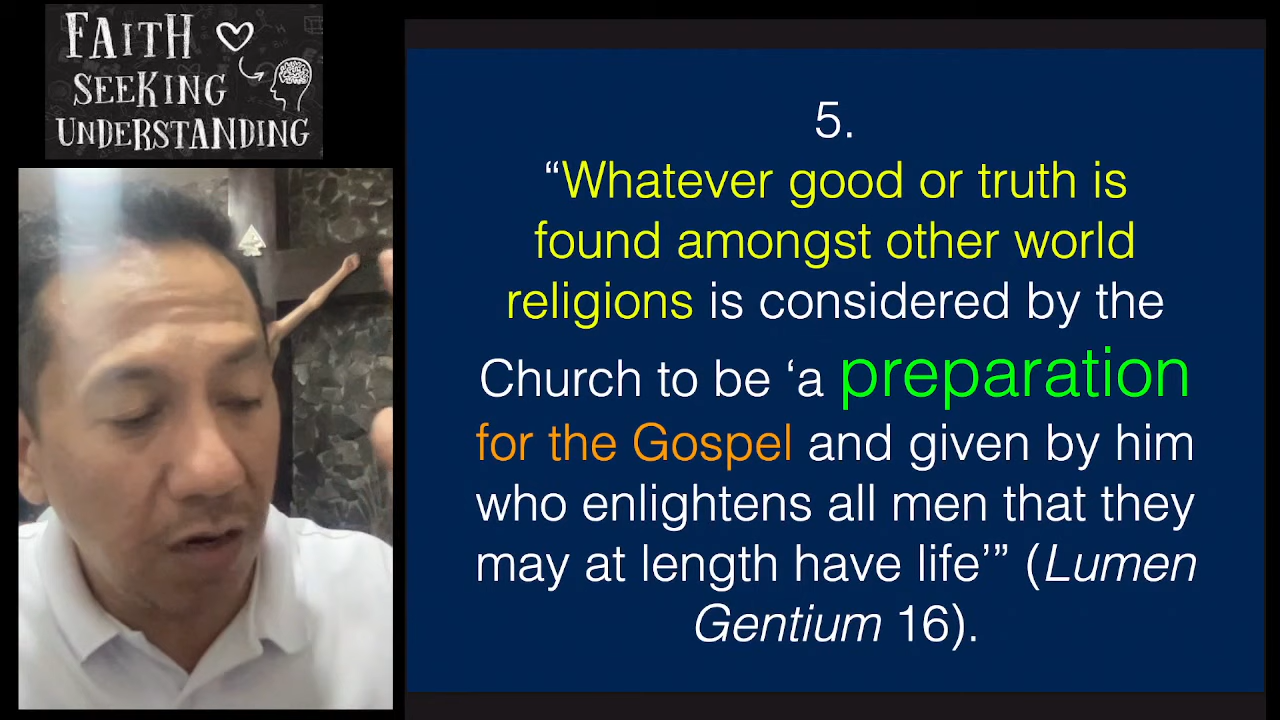 FAITH
SEEKING
UNDERSTANDING
5.
“Whatever good or truth is
found amongst other world
religions is considered by the
Church to be ‘a preparation
for the Gospel and given by him
who enlightens all men that they
may at length have life’” (Lumen
Gentium 16).